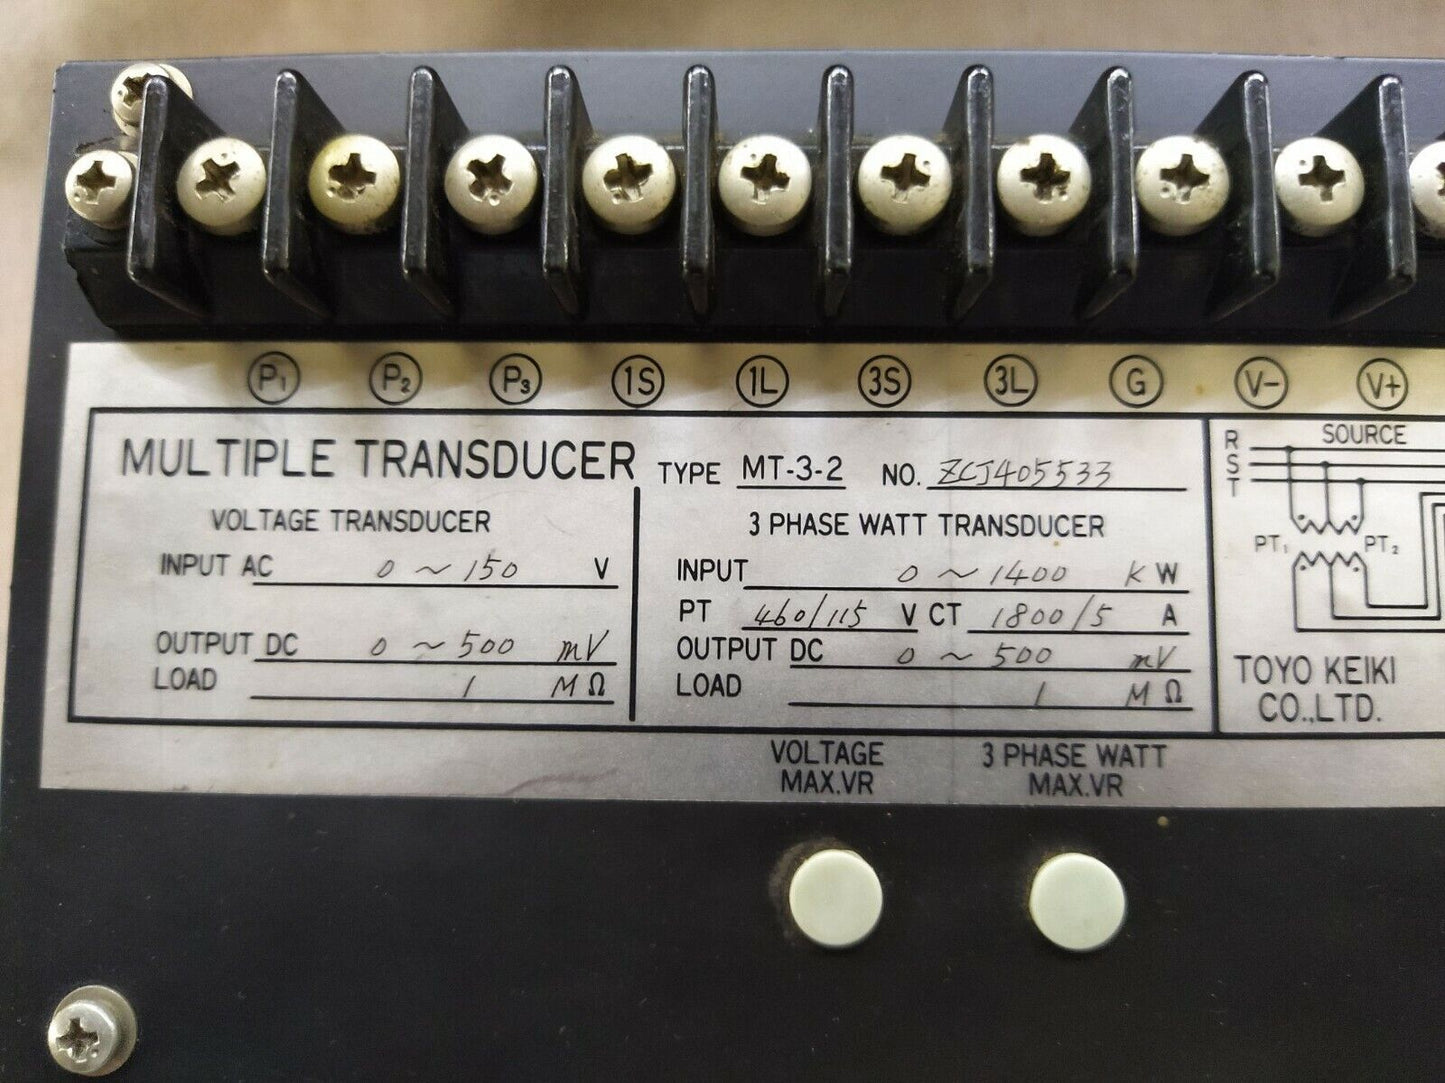 P₁ P₂ P₃ 1S 1L 3S 3L G V- V+
MULTIPLE TRANSDUCER TYPE MT-3-2 NO. ZCJ405533
VOLTAGE TRANSDUCER
INPUT AC 0 ~ 150 V
OUTPUT DC 0 ~ 500 mV
LOAD 1 MΩ
3 PHASE WATT TRANSDUCER
INPUT 0 ~ 1400 KW
PT 460/115 V CT 1800/5 A
OUTPUT DC 0 ~ 500 mV
LOAD 1 MΩ
SOURCE
R
S
T
PT₁ PT₂
TOYO KEIKI
CO.,LTD.
VOLTAGE
MAX.VR
3 PHASE WATT
MAX.VR